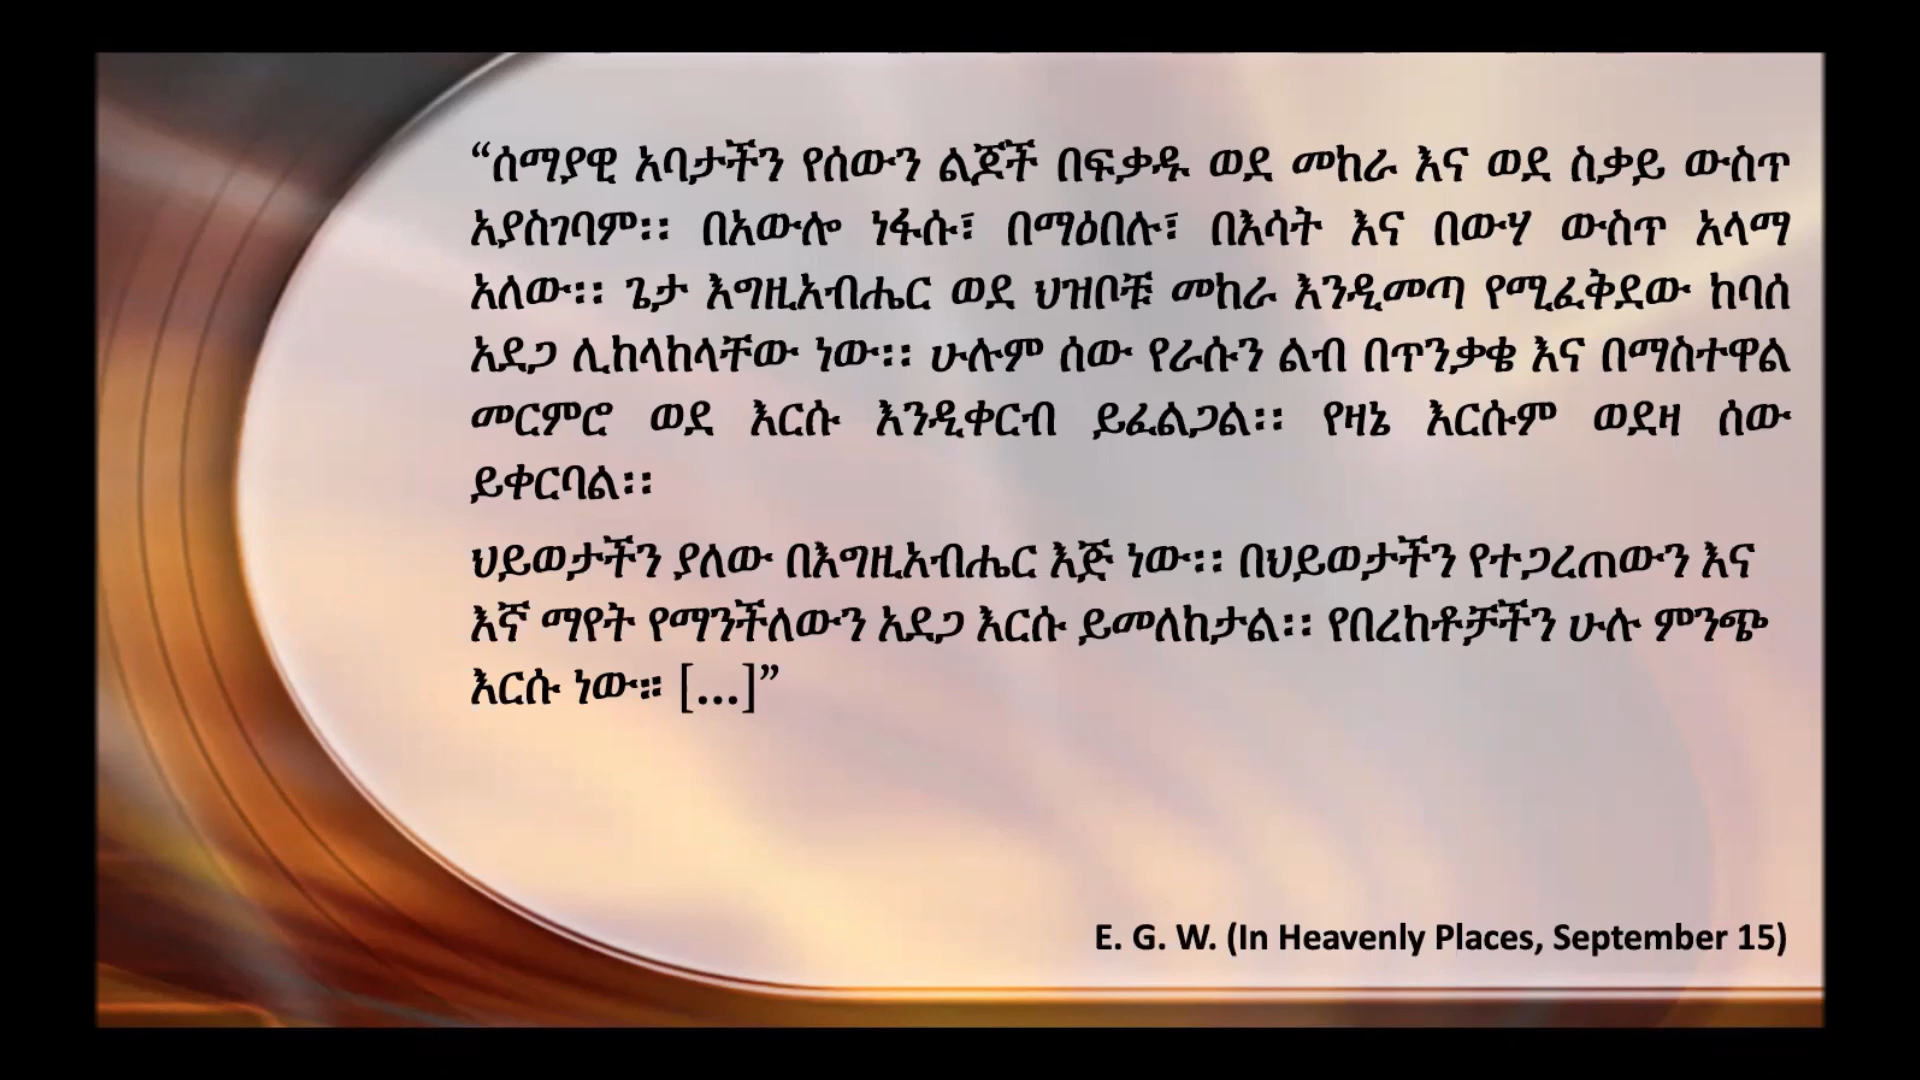 “ሰማያዊ አባታችን የሰውን ልጆች በፍቃዱ ወደ መከራ እና ወደ ስቃይ ውስጥ
አያስገባም፡፡ በአውሎ ነፋሱ፣ በማዕበሉ፣ በእሳት እና በውሃ ውስጥ አላማ
አለው፡፡ ጌታ እግዚአብሔር ወደ ህዝቦቹ መከራ እንዲመጣ የሚፈቅደው ከባሰ
አደጋ ሊከላከላቸው ነው፡፡ ሁሉም ሰው የራሱን ልብ በጥንቃቄ እና በማስተዋል
መርምሮ ወደ እርሱ እንዲቀርብ ይፈልጋል፡፡ የዛኔ እርሱም ወደዛ ሰው
ይቀርባል፡፡
ህይወታችን ያለው በእግዚአብሔር እጅ ነው፡፡ በህይወታችን የተጋረጠውን እና
እኛ ማየት የማንችለውን አደጋ እርሱ ይመለከታል፡፡ የበረከቶቻችን ሁሉ ምንጭ
እርሱ ነው። [...]”
E. G. W. (In Heavenly Places, September 15)